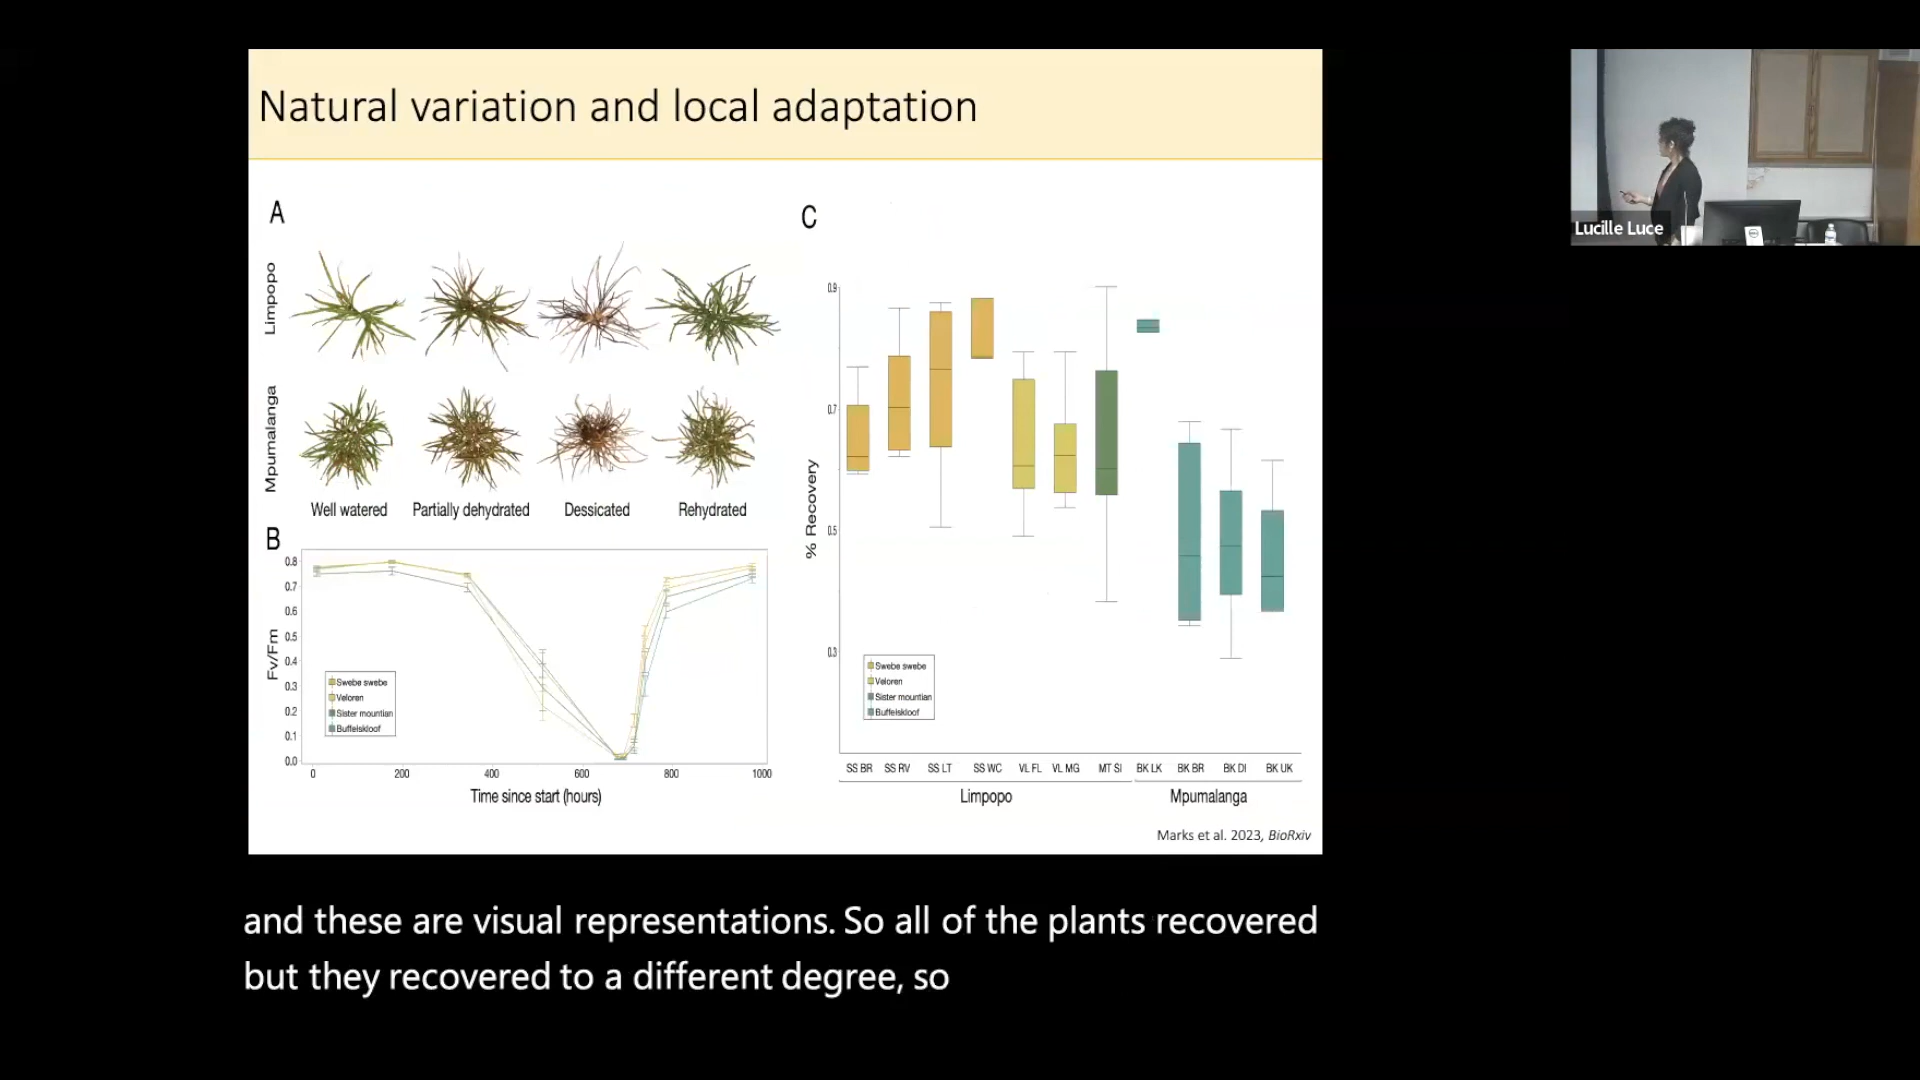 Natural variation and local adaptation
A
Limpopo
Mpumalanga
Well watered
Partially dehydrated
Dessicated
Rehydrated
B
Fv/Fm
0.8
0.7
0.6
0.5
0.4
0.3
0.2
0.1
0.0
Swebe swebe
Veloren
Sister mountian
Buffelskloof
0 200 400 600 800 1000
Time since start (hours)
C
% Recovery
0.9
0.7
0.5
0.3
Swebe swebe
Veloren
Sister mountian
Buffelskloof
SS BR SS RV SS LT SS WC VL FL VL MG MT SI BK LK BK BR BK DI BK UK
Limpopo Mpumalanga
Marks et al. 2023, BioRxiv
Lucille Luce
and these are visual representations. So all of the plants recovered
but they recovered to a different degree, so